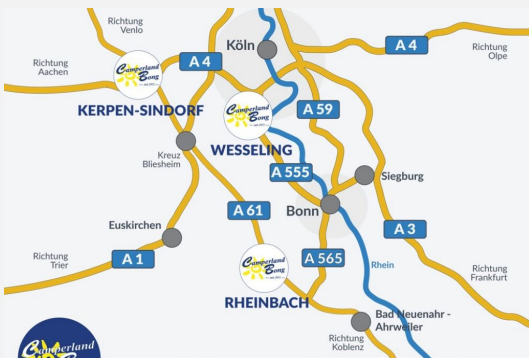 Richtung
Venlo
Köln
A 4
A 4
Richtung
Olpe
Richtung
Aachen
Camperland
Bong
KERPEN-SINDORF
Camperland
Bong
A 59
WESSELING
Kreuz
Bliesheim
A 555
Siegburg
A 61
Bonn
Euskirchen
A 3
Richtung
Trier
A 1
Camperland
Bong
A 565
Rhein
Richtung
Frankfurt
RHEINBACH
Bad Neuenahr -
Ahrweiler
Richtung
Koblenz
Camperland